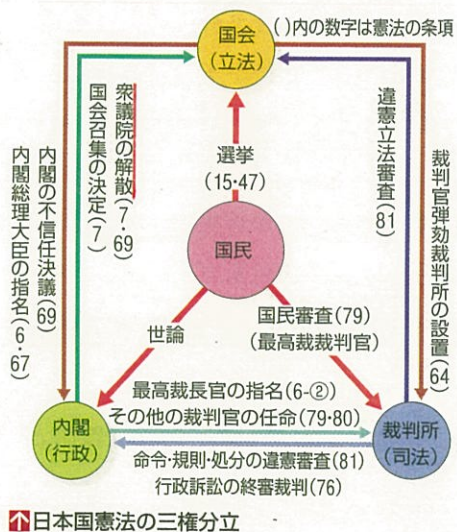 国会
(立法)
( )内の数字は憲法の条項
内閣総理大臣の指名(6・67)
内閣の不信任決議(69)
国会召集の決定(7)
衆議院の解散(7・69)
選挙
(15・47)
違憲立法審査(81)
裁判官弾劾裁判所の設置(64)
国民
世論
国民審査(79)
(最高裁裁判官)
最高裁長官の指名(6-②)
その他の裁判官の任命(79・80)
内閣
(行政)
裁判所
(司法)
命令・規則・処分の違憲審査(81)
行政訴訟の終審裁判(76)
日本国憲法の三権分立